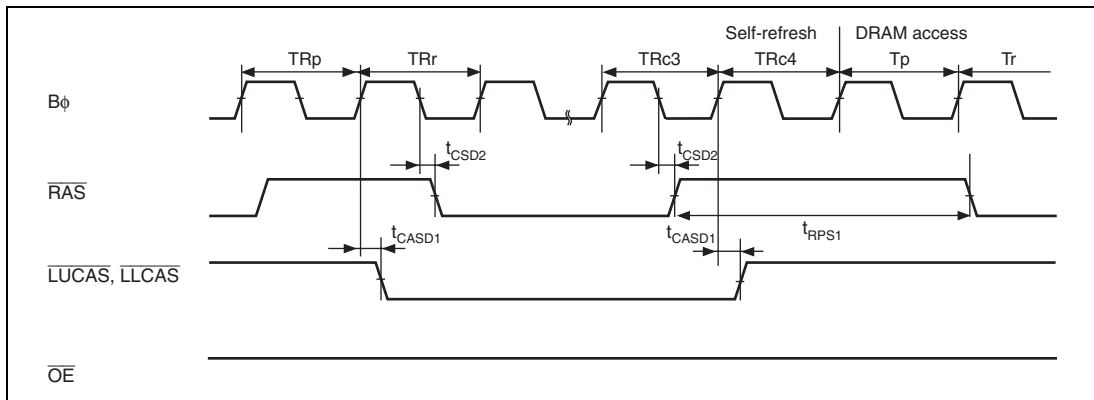 Self-refresh DRAM access
TRp TRr TRc3 TRc4 Tp Tr
Bϕ
tCSD2 tCSD2
RAS
tCASD1 tCASD1 tRPS1
LUCAS, LLCAS
OE